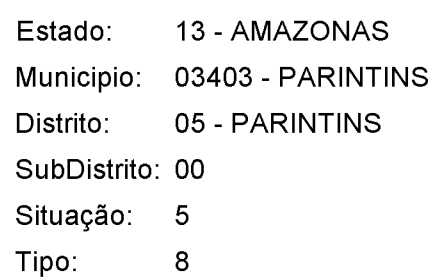 Estado: 13 - AMAZONAS
Municipio: 03403 - PARINTINS
Distrito: 05 - PARINTINS
SubDistrito: 00
Situação: 5
Tipo: 8